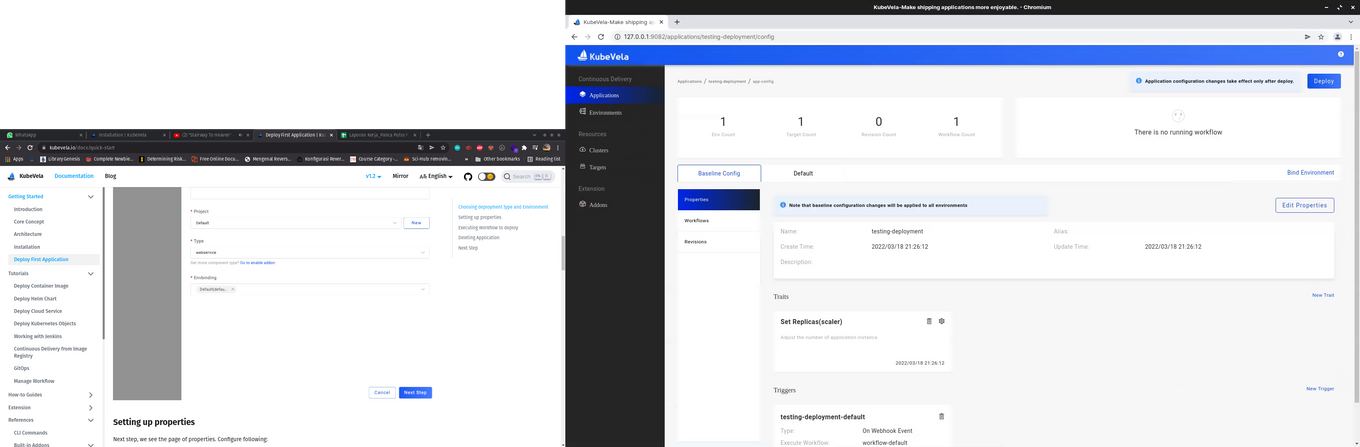 WhatsApp
Installation | KubeVela
(2) "Stairway To Heaven"
Deploy First Application | Ku
Laporan Kerja_Panca Putra
kubevela.io/docs/quick-start
Apps
Library Genesis
Complete Newbie...
Determining Risk...
Free Online Docu...
Mengenal Revers...
Konfigurasi Rever...
Course Category -...
Sci-Hub: removin...
Other bookmarks
Reading list
KubeVela
Documentation
Blog
v1.2
Mirror
English
Search
Getting Started
Introduction
Core Concept
Architecture
Installation
Deploy First Application
Tutorials
Deploy Container Image
Deploy Helm Chart
Deploy Cloud Service
Deploy Kubernetes Objects
Working with Jenkins
Continuous Delivery from Image
Registry
GitOps
Manage Workflow
How-to Guides
Extension
References
CLI Commands
Built-in Addons
* Project
Default
New
* Type
webservice
Get more component type? Go to enable addon
* Envbinding
Default(defau...
Cancel
Next Step
Choosing deployment type and Environment
Setting up properties
Executing Workflow to deploy
Deleting Application
Next Step
Setting up properties
Next step, we see the page of properties. Configure following:
KubeVela-Make shipping applications more enjoyable. - Chromium
KubeVela-Make shipping ap
127.0.0.1:9082/applications/testing-deployment/config
KubeVela
Continuous Delivery
Applications
Environments
Resources
Clusters
Targets
Extension
Addons
Applications / testing-deployment / app-config
Application configuration changes take effect only after deploy.
Deploy
1
Env Count
1
Target Count
0
Revision Count
1
Workflow Count
There is no running workflow
Baseline Config
Default
Bind Environment
Properties
Workflows
Revisions
Note that baseline configuration changes will be applied to all environments
Edit Properties
Name: testing-deployment
Alias:
Create Time: 2022/03/18 21:26:12
Update Time: 2022/03/18 21:26:12
Description:
Traits
New Trait
Set Replicas(scaler)
Adjust the number of application instance.
2022/03/18 21:26:12
Triggers
New Trigger
testing-deployment-default
Type: On Webhook Event
Execute Workflow: workflow-default